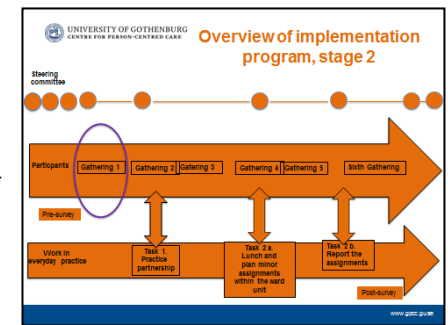 UNIVERSITY OF GOTHENBURG
CENTRE FOR PERSON-CENTRED CARE
Overview of implementation
program, stage 2
Steering
committee
Particpants
Gathering 1
Gathering 2
Gatering 3
Gathering 4
Gathering 5
Sixth Gathering
Pre-survey
Work in
everyday practice
Task 1.
Practice
partnership
Task 2 a.
Lunch and
plan minor
assignments
within the ward
unit
Task 2 b.
Report the
assignments
Post-survey
www.gpcc.gu.se